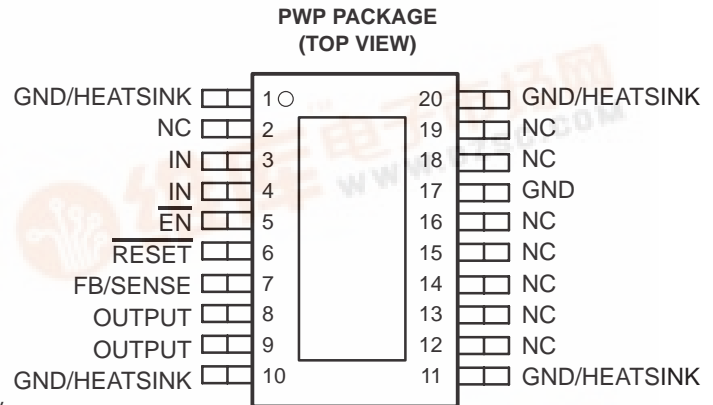 PWP PACKAGE
(TOP VIEW)
GND/HEATSINK 1 20 GND/HEATSINK
NC 2 19 NC
IN 3 18 NC
IN 4 17 GND
EN 5 16 NC
RESET 6 15 NC
FB/SENSE 7 14 NC
OUTPUT 8 13 NC
OUTPUT 9 12 NC
GND/HEATSINK 10 11 GND/HEATSINK